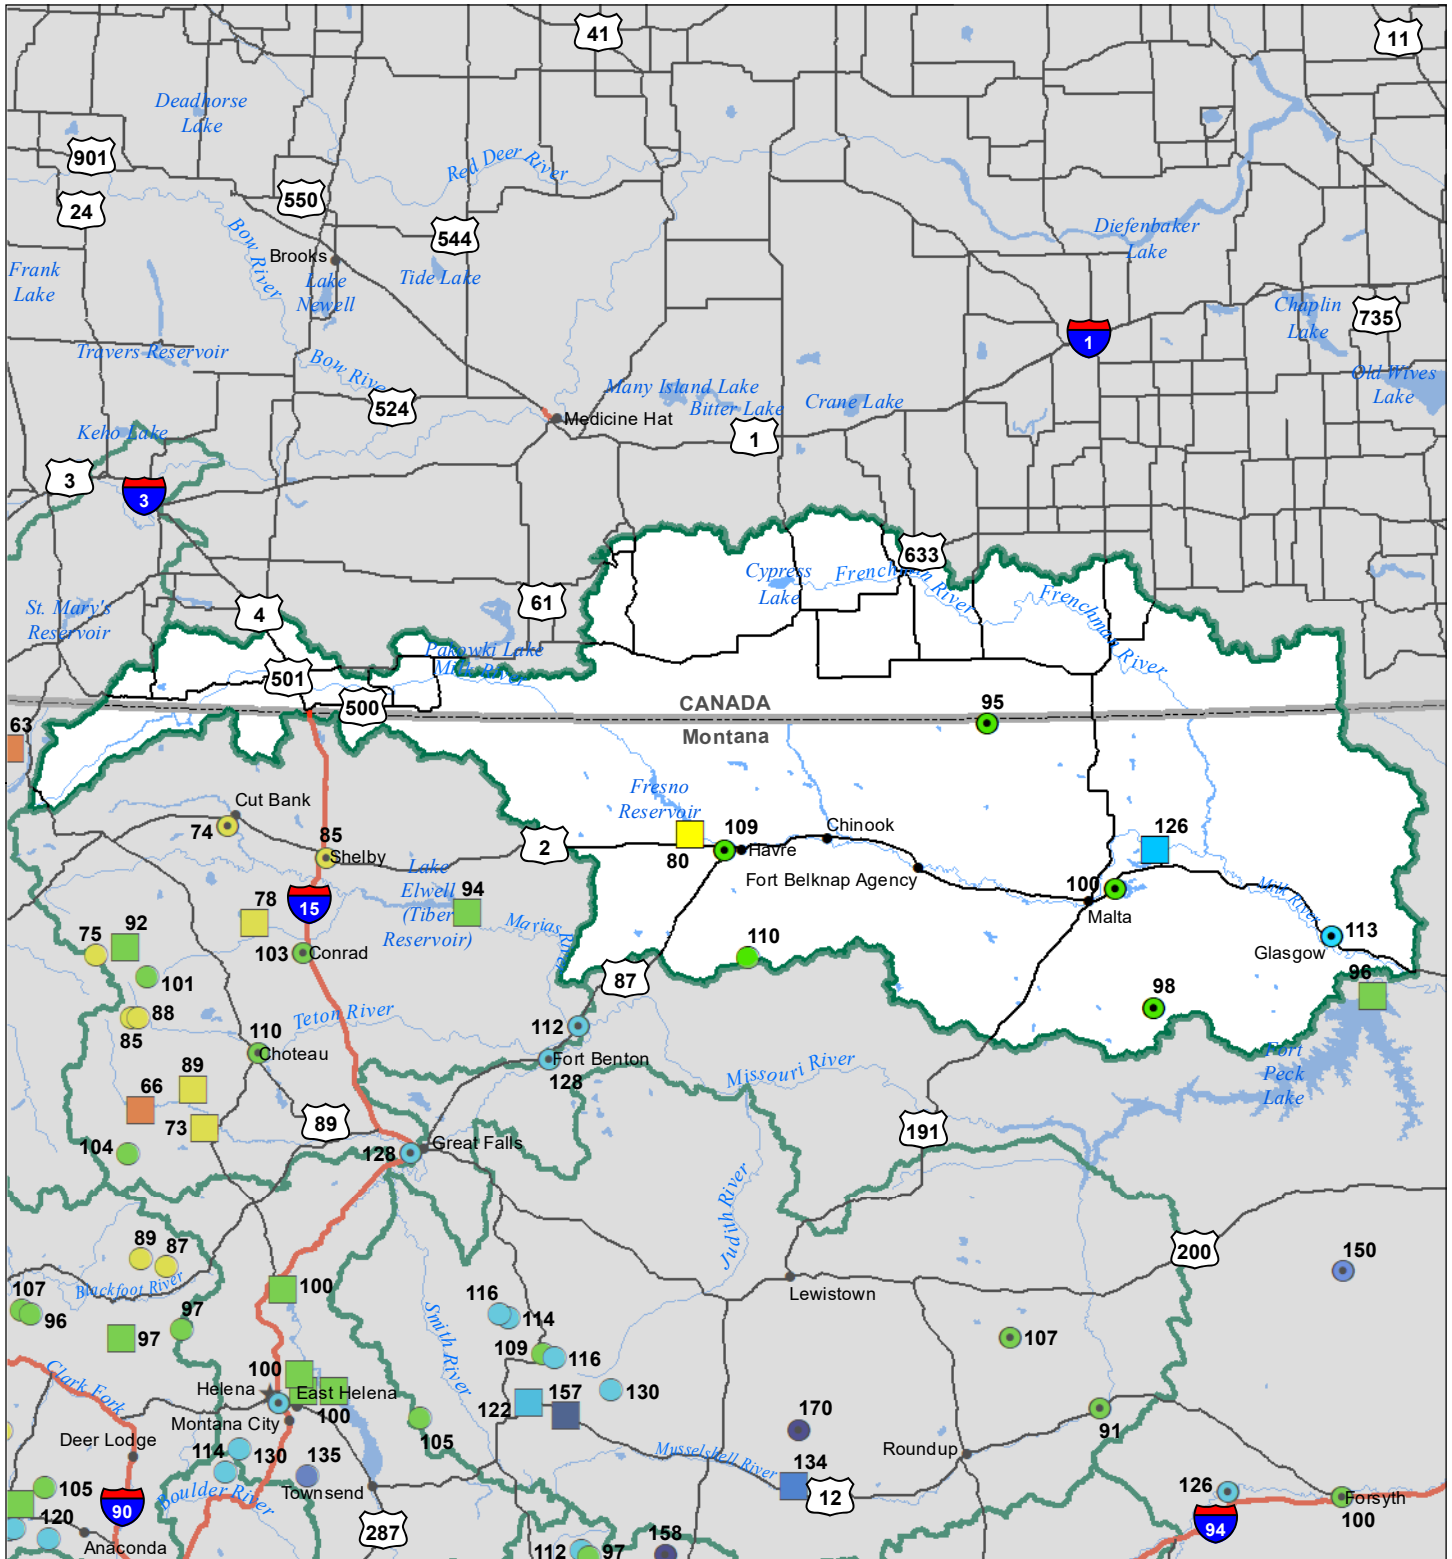 41
11
Deadhorse
Lake
901
Red Deer River
550
24
544
Bow River
Brooks
Diefenbaker
Lake
Frank
Lake
Tide Lake
Lake
Newell
Chaplin
Lake
735
1
Travers Reservoir
Bow River
Many Island Lake
Old Wives
Lake
524
Bitter Lake
Crane Lake
Medicine Hat
Keho Lake
1
3
3
633
Cypress
Lake
Frenchman River
Frenchman River
61
4
St. Mary's
Reservoir
Pakowki Lake
Milk River
501
500
CANADA
95
63
Montana
Fresno
Reservoir
Cut Bank
74
85
Shelby
2
80
109
Havre
Chinook
126
Fort Belknap Agency
Lake
Elwell
(Tiber
Reservoir)
94
100
Malta
Milk River
15
78
92
75
Marias River
113
Glasgow
103
Conrad
101
110
87
96
98
88
85
Teton River
112
110
Choteau
Fort Benton
128
Missouri River
Fort
Peck
Lake
89
66
73
89
191
Great Falls
128
104
Judith River
200
89
87
150
Blackfoot River
107
96
100
Lewistown
97
97
Smith River
116
114
109
116
107
Clark Fork
100
Helena
East Helena
100
130
122
157
Montana City
105
170
91
Deer Lodge
114
130
135
Musselshell River
134
Roundup
105
90
Boulder River
Townsend
12
126
Forsyth
100
120
287
94
Anaconda
112
97
158